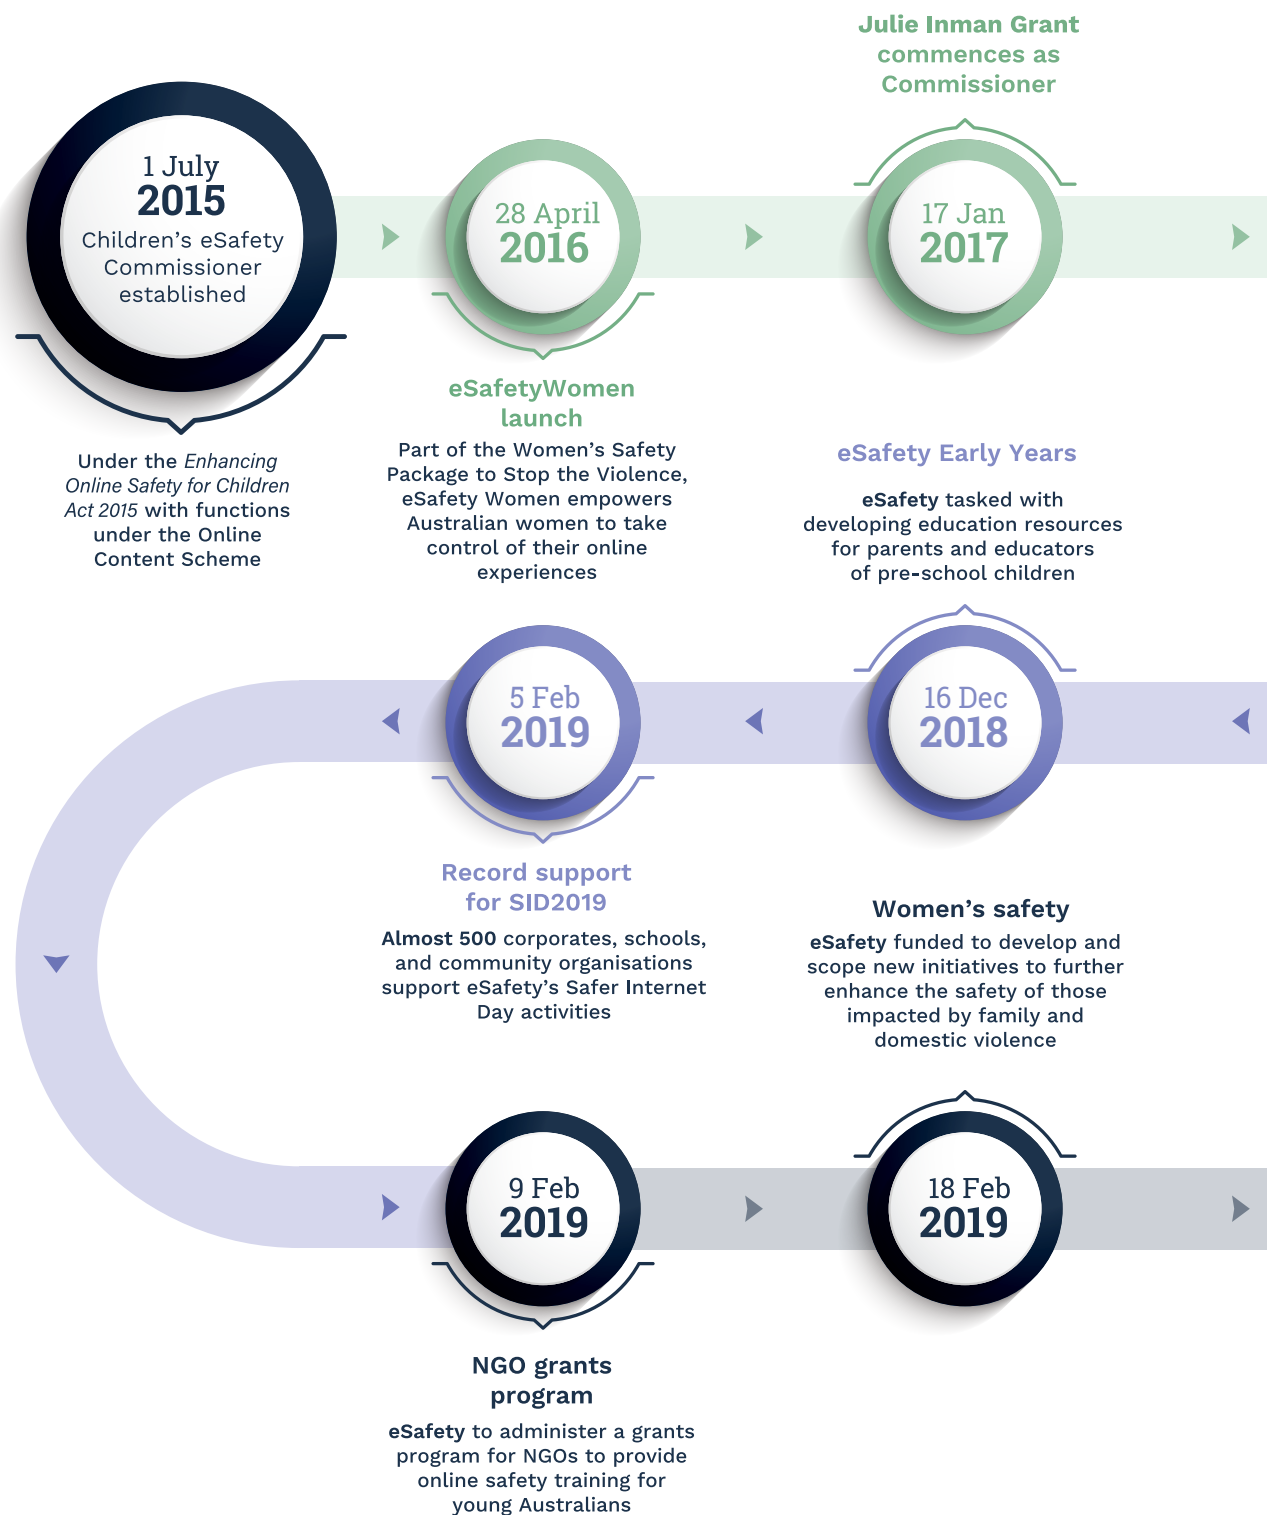 1 July
2015
Children's eSafety
Commissioner
established
Under the Enhancing
Online Safety for Children
Act 2015 with functions
under the Online
Content Scheme
28 April
2016
eSafetyWomen
launch
Part of the Women's Safety
Package to Stop the Violence,
eSafety Women empowers
Australian women to take
control of their online
experiences
Julie Inman Grant
commences as
Commissioner
17 Jan
2017
eSafety Early Years
eSafety tasked with
developing education resources
for parents and educators
of pre-school children
16 Dec
2018
5 Feb
2019
Record support
for SID2019
Almost 500 corporates, schools,
and community organisations
support eSafety's Safer Internet
Day activities
9 Feb
2019
NGO grants
program
eSafety to administer a grants
program for NGOs to provide
online safety training for
young Australians
Women's safety
eSafety funded to develop and
scope new initiatives to further
enhance the safety of those
impacted by family and
domestic violence
18 Feb
2019